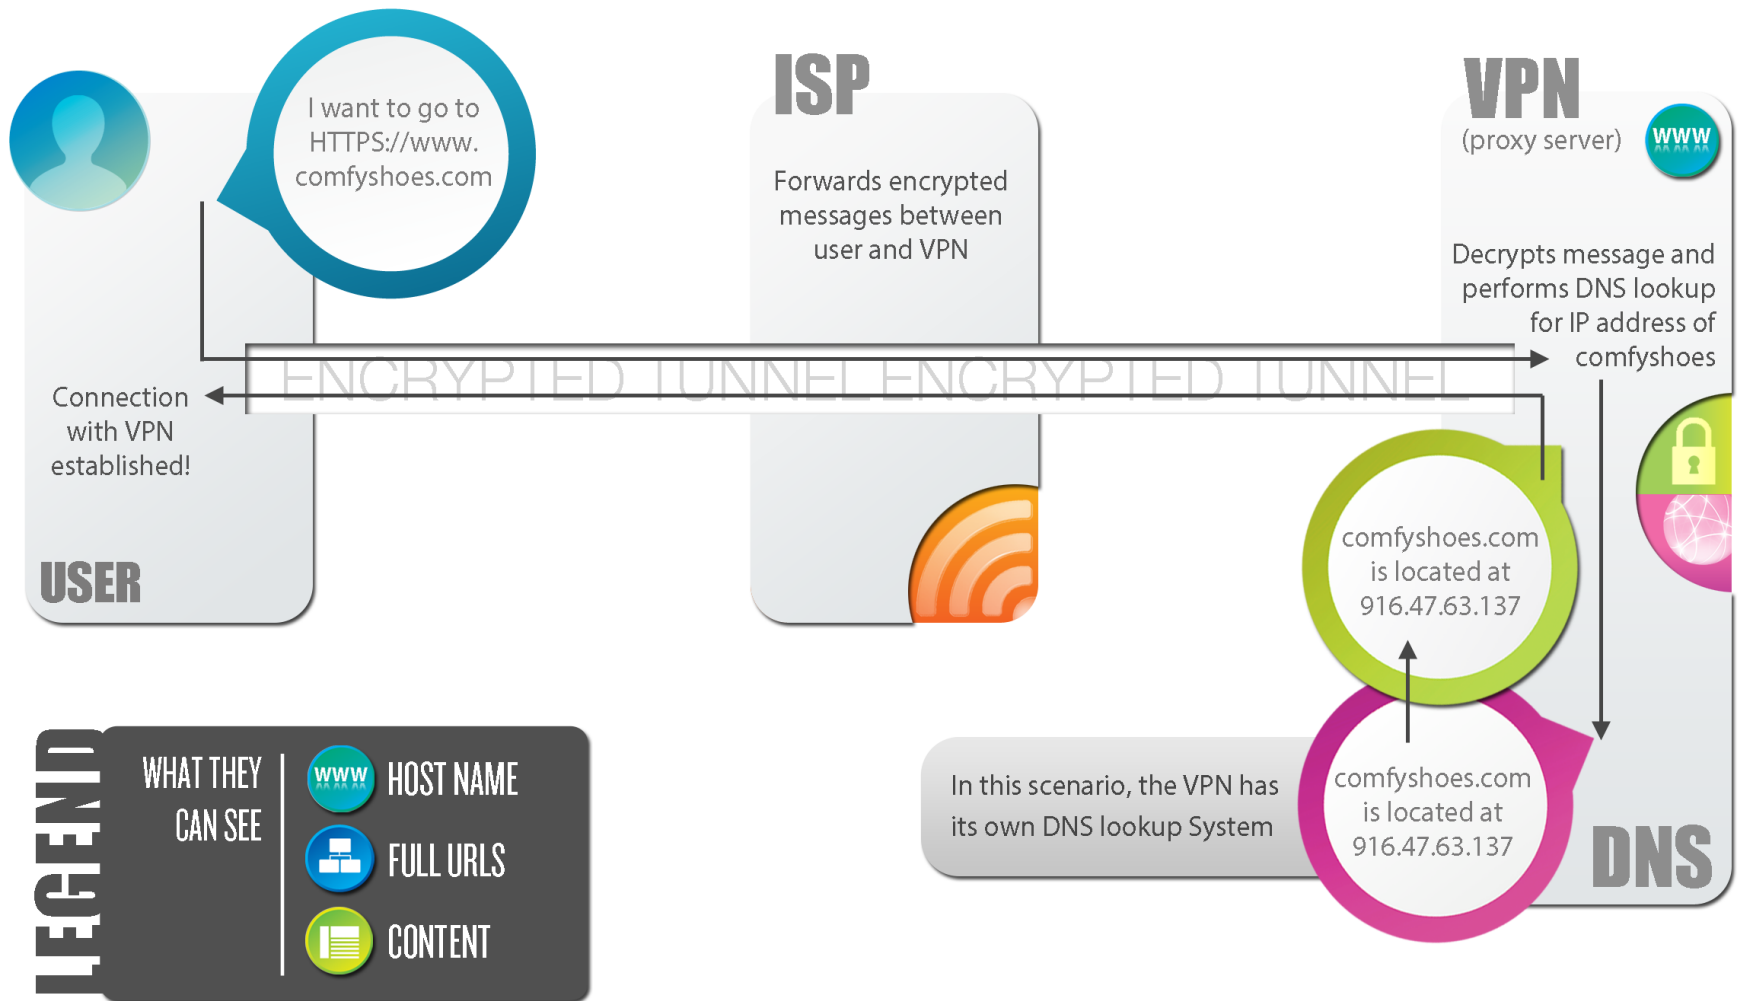 I want to go to
HTTPS://www.
comfyshoes.com
Connection
with VPN
established!
USER
ISP
Forwards encrypted
messages between
user and VPN
ENCRYPTED TUNNEL ENCRYPTED TUNNEL
VPN
(proxy server)
www
Decrypts message and
performs DNS lookup
for IP address of
comfyshoes
comfyshoes.com
is located at
916.47.63.137
comfyshoes.com
is located at
916.47.63.137
In this scenario, the VPN has
its own DNS lookup System
DNS
LEGEND
WHAT THEY
CAN SEE
www
HOST NAME
FULL URLS
CONTENT